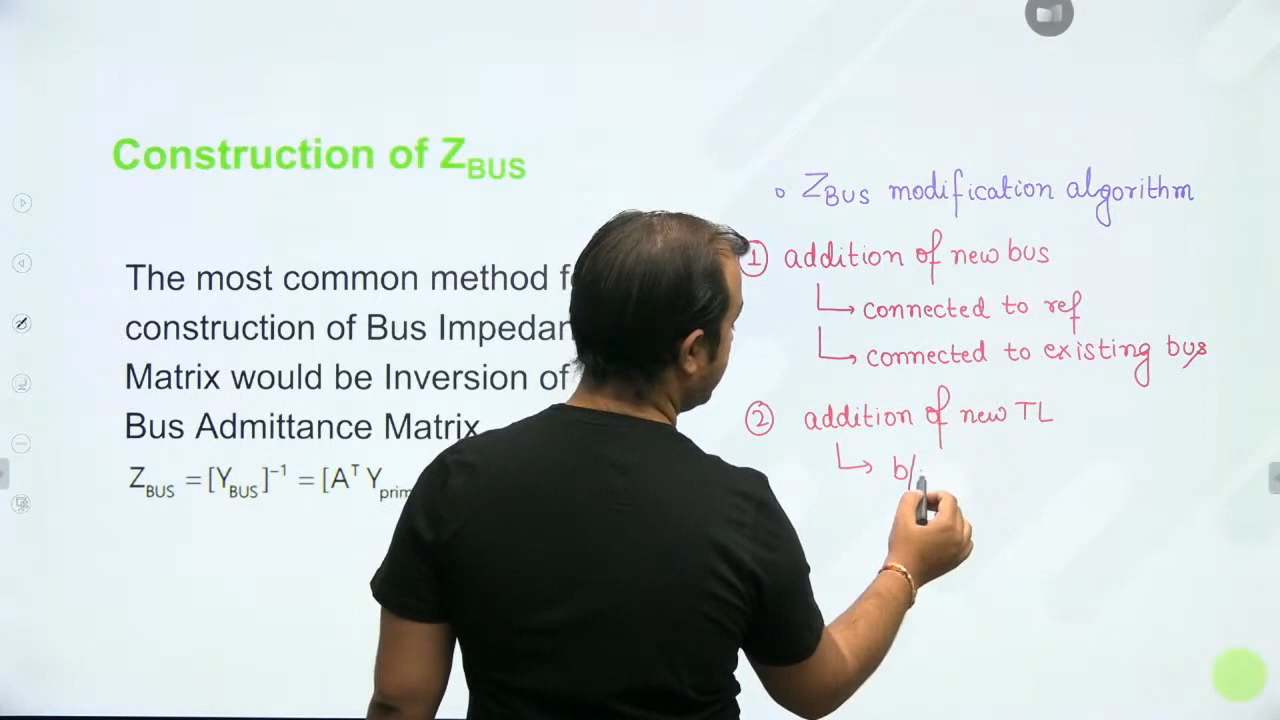 Construction of Z_BUS
The most common method f
construction of Bus Impedan
Matrix would be Inversion of
Bus Admittance Matrix
Z_BUS = [Y_BUS]^-1 = [A^T Y_prim
∘ Z_BUS modification algorithm
① addition of new bus
↳ connected to ref
↳ connected to existing bus
② addition of new TL
↳ b/